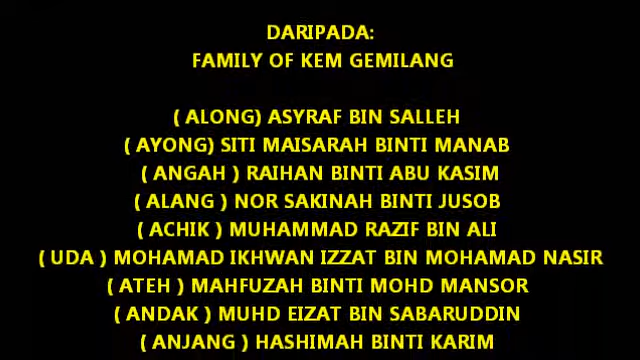 DARIPADA:
FAMILY OF KEM GEMILANG
( ALONG) ASYRAF BIN SALLEH
( AYONG) SITI MAISARAH BINTI MANAB
( ANGAH ) RAIHAN BINTI ABU KASIM
( ALANG ) NOR SAKINAH BINTI JUSOB
( ACHIK ) MUHAMMAD RAZIF BIN ALI
( UDA ) MOHAMAD IKHWAN IZZAT BIN MOHAMAD NASIR
( ATEH ) MAHFUZAH BINTI MOHD MANSOR
( ANDAK ) MUHD EIZAT BIN SABARUDDIN
( ANJANG ) HASHIMAH BINTI KARIM